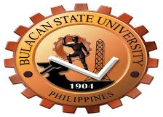 BULACAN STATE UNIVERSITY
1904
PHILIPPINES